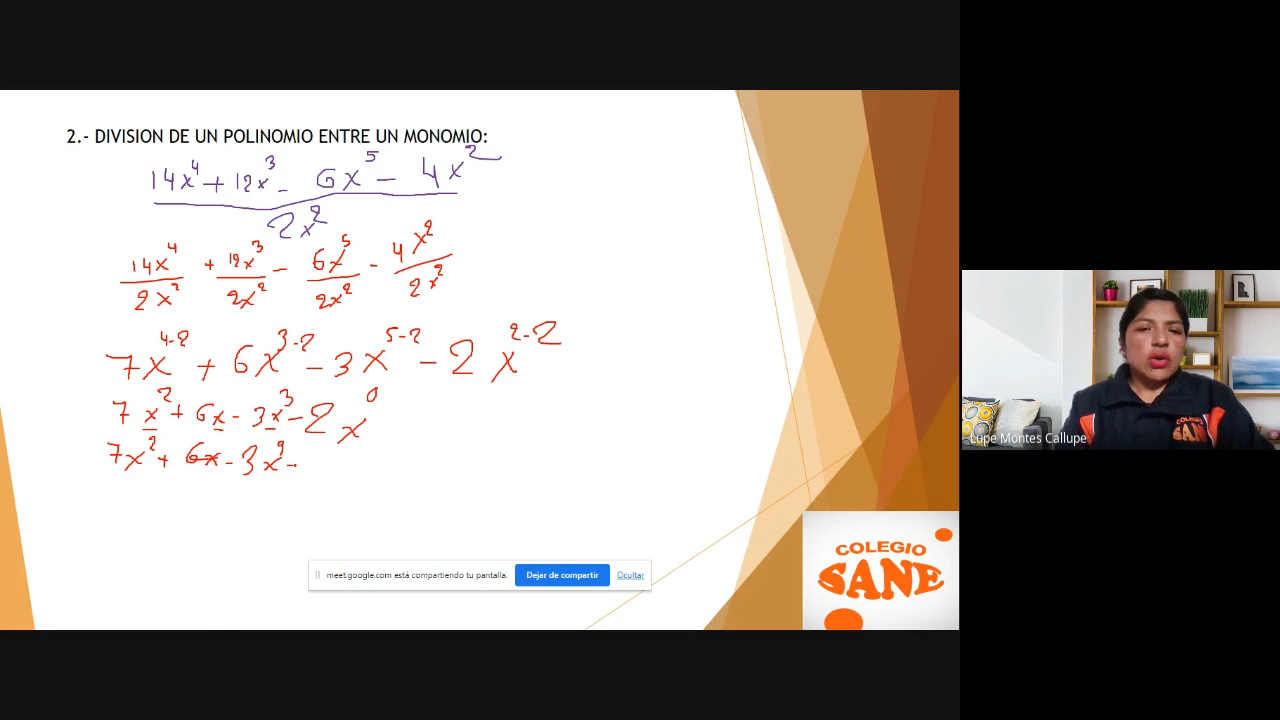 2.- DIVISION DE UN POLINOMIO ENTRE UN MONOMIO:
14x⁴ + 12x³ - 6x⁵ - 4x²
2x²
14x⁴ + 12x³ - 6x⁵ - 4x²
2x² 2x² 2x² 2x²
7x⁴⁻² + 6x³⁻² - 3x⁵⁻² - 2x²⁻²
7x² + 6x - 3x³ - 2x⁰
7x² + 6x - 3x³ -
Lupe Montes Callupe
COLEGIO
SANE
meet.google.com está compartiendo tu pantalla. Dejar de compartir Ocultar
COLEGIO
SANE